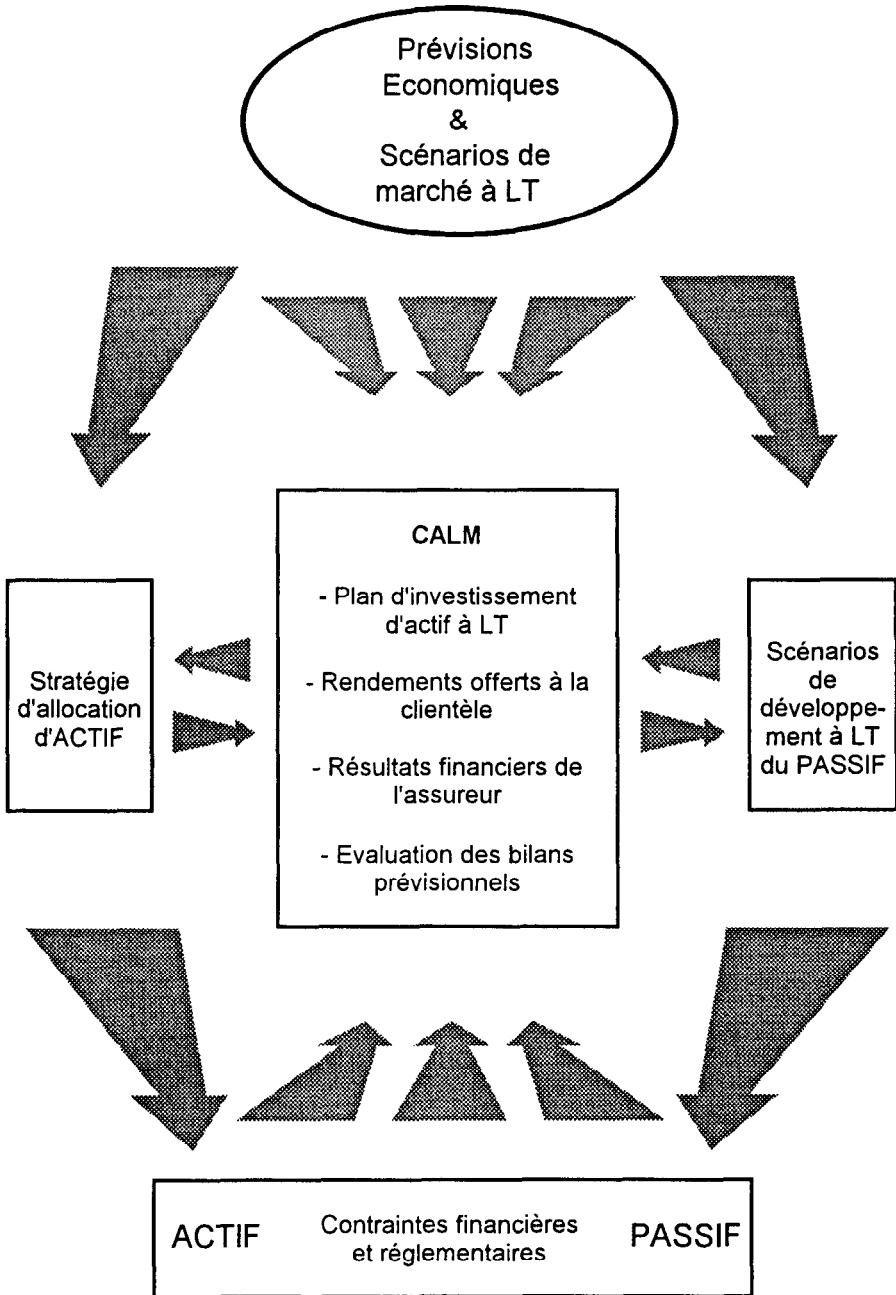 Prévisions
Economiques
&
Scénarios de
marché à LT
CALM
- Plan d'investissement
d'actif à LT
- Rendements offerts à la
clientèle
- Résultats financiers de
l'assureur
- Evaluation des bilans
prévisionnels
Stratégie
d'allocation
d'ACTIF
Scénarios
de
développe-
ment à LT
du PASSIF
ACTIF
Contraintes financières
et réglementaires
PASSIF